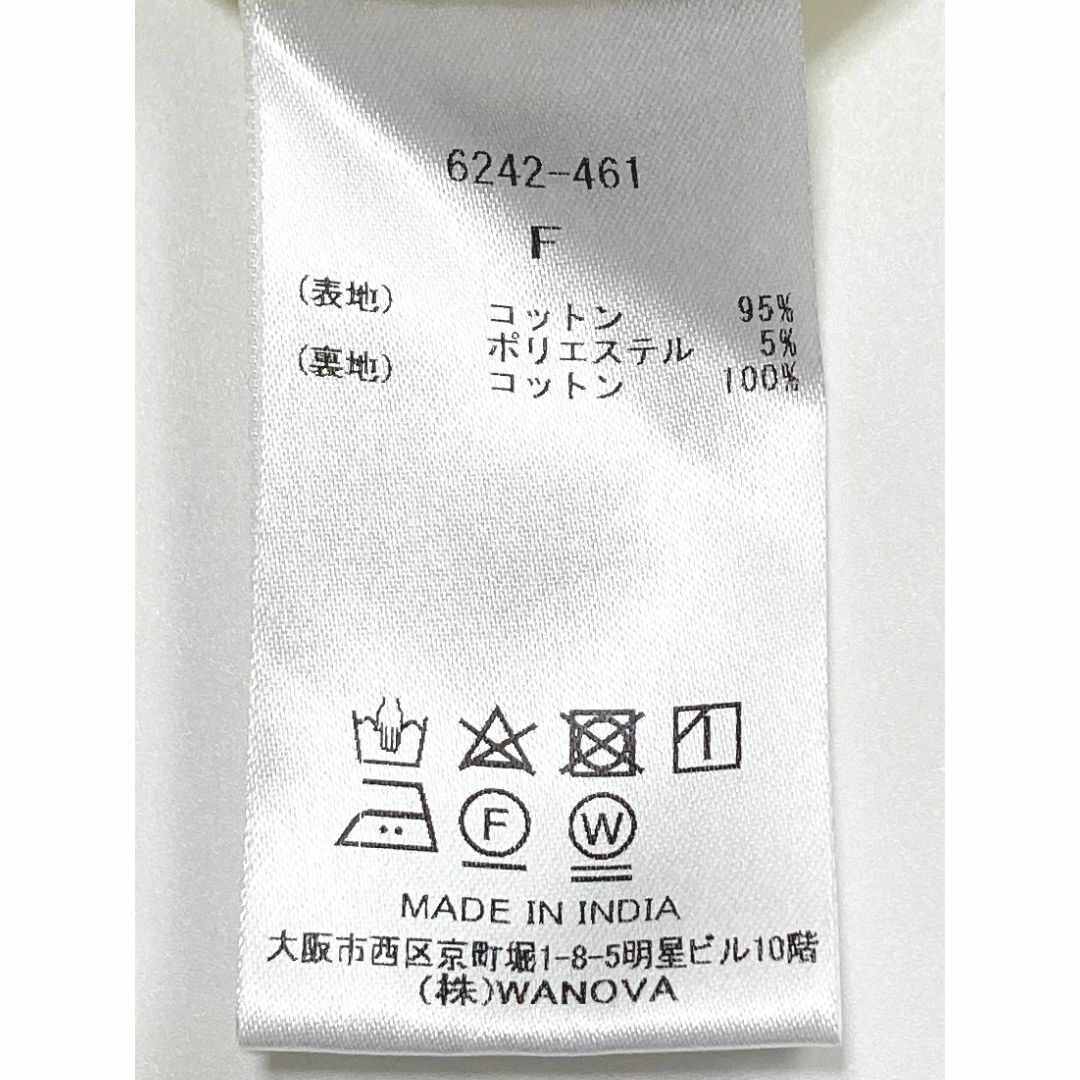 6242-461
F
(表地) コットン 95%
ポリエステル 5%
(裏地) コットン 100%
1
F W
MADE IN INDIA
大阪市西区京町堀1-8-5明星ビル10階
(株)WANOVA